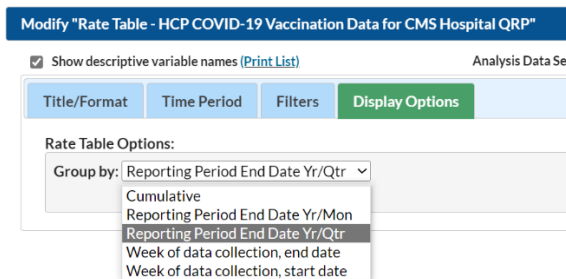 Modify "Rate Table - HCP COVID-19 Vaccination Data for CMS Hospital QRP"
Show descriptive variable names (Print List) Analysis Data Se
Title/Format Time Period Filters Display Options
Rate Table Options:
Group by: Reporting Period End Date Yr/Qtr
Cumulative
Reporting Period End Date Yr/Mon
Reporting Period End Date Yr/Qtr
Week of data collection, end date
Week of data collection, start date